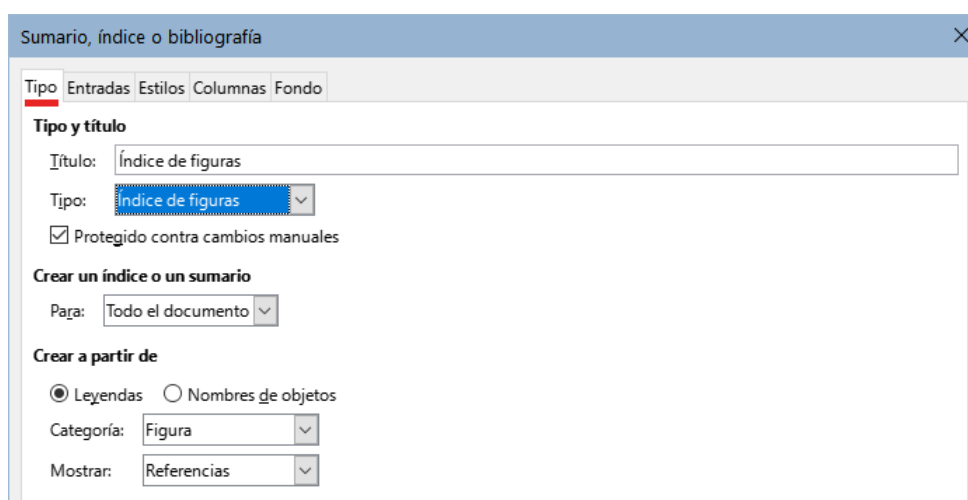 Sumario, índice o bibliografía
Tipo Entradas Estilos Columnas Fondo
Tipo y título
Título: Índice de figuras
Tipo: Índice de figuras
Protegido contra cambios manuales
Crear un índice o un sumario
Para: Todo el documento
Crear a partir de
Leyendas Nombres de objetos
Categoría: Figura
Mostrar: Referencias